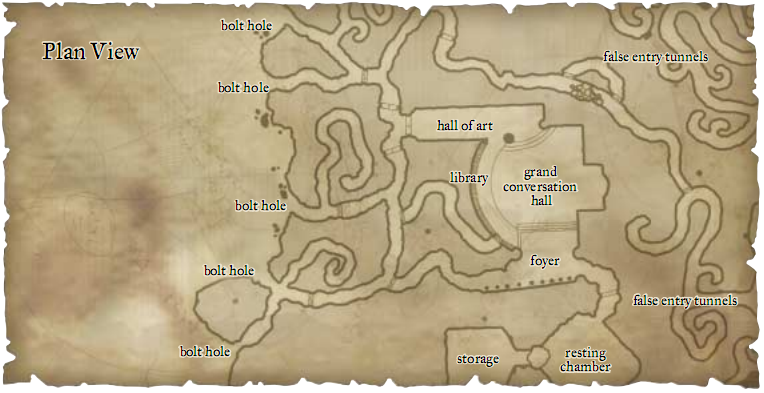 bolt hole
Plan View
false entry tunnels
bolt hole
hall of art
library
grand
conversation
hall
bolt hole
foyer
bolt hole
false entry tunnels
bolt hole
storage
resting
chamber